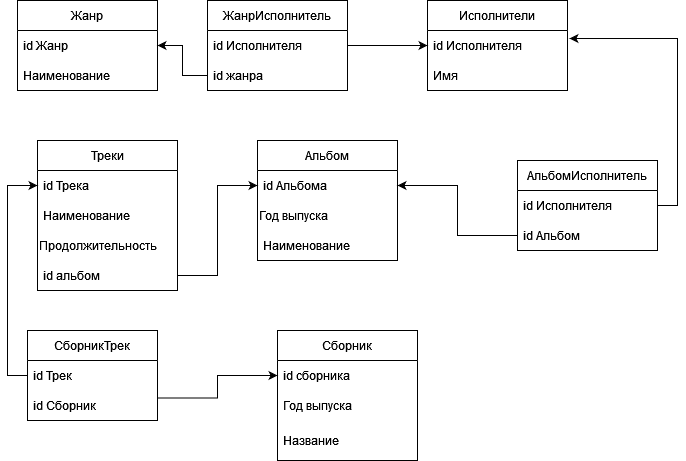 Жанр
id Жанр
Наименование
ЖанрИсполнитель
id Исполнителя
id жанра
Исполнители
id Исполнителя
Имя
Треки
id Трека
Наименование
Продолжительность
id альбом
Альбом
id Альбома
Год выпуска
Наименование
АльбомИсполнитель
id Исполнителя
id Альбом
СборникТрек
id Трек
id Сборник
Сборник
id сборника
Год выпуска
Название